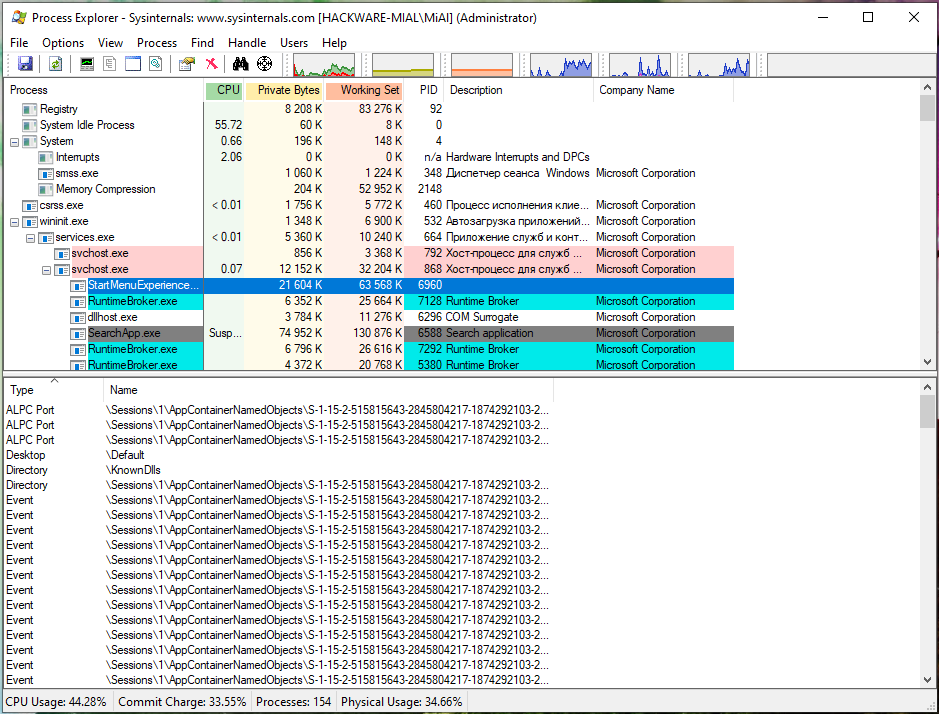 Process Explorer - Sysinternals: www.sysinternals.com [HACKWARE-MIAL\MiAl] (Administrator)
File Options View Process Find Handle Users Help
Process CPU Private Bytes Working Set PID Description Company Name
Registry 8 208 K 83 276 K 92
System Idle Process 55.72 60 K 8 K 0
System 0.66 196 K 148 K 4
Interrupts 2.06 0 K 0 K n/a Hardware Interrupts and DPCs
smss.exe 1 060 K 1 224 K 348 Диспетчер сеанса Windows Microsoft Corporation
Memory Compression 204 K 52 952 K 2148
csrss.exe < 0.01 1 756 K 5 772 K 460 Процесс исполнения клие... Microsoft Corporation
wininit.exe 1 348 K 6 900 K 532 Автозагрузка приложений... Microsoft Corporation
services.exe < 0.01 5 360 K 10 240 K 664 Приложение служб и конт... Microsoft Corporation
svchost.exe 856 K 3 368 K 792 Хост-процесс для служб ... Microsoft Corporation
svchost.exe 0.07 12 152 K 32 204 K 868 Хост-процесс для служб ... Microsoft Corporation
StartMenuExperience... 21 604 K 63 568 K 6960
RuntimeBroker.exe 6 352 K 25 664 K 7128 Runtime Broker Microsoft Corporation
dllhost.exe 3 784 K 11 276 K 6296 COM Surrogate Microsoft Corporation
SearchApp.exe Susp... 74 952 K 130 876 K 6588 Search application Microsoft Corporation
RuntimeBroker.exe 6 796 K 26 616 K 7292 Runtime Broker Microsoft Corporation
RuntimeBroker.exe 4 372 K 20 768 K 5380 Runtime Broker Microsoft Corporation
Type Name
ALPC Port \Sessions\1\AppContainerNamedObjects\S-1-15-2-515815643-2845804217-1874292103-2...
ALPC Port \Sessions\1\AppContainerNamedObjects\S-1-15-2-515815643-2845804217-1874292103-2...
ALPC Port \Sessions\1\AppContainerNamedObjects\S-1-15-2-515815643-2845804217-1874292103-2...
Desktop \Default
Directory \KnownDlls
Directory \Sessions\1\AppContainerNamedObjects\S-1-15-2-515815643-2845804217-1874292103-2...
Event \Sessions\1\AppContainerNamedObjects\S-1-15-2-515815643-2845804217-1874292103-2...
Event \Sessions\1\AppContainerNamedObjects\S-1-15-2-515815643-2845804217-1874292103-2...
Event \Sessions\1\AppContainerNamedObjects\S-1-15-2-515815643-2845804217-1874292103-2...
Event \Sessions\1\AppContainerNamedObjects\S-1-15-2-515815643-2845804217-1874292103-2...
Event \Sessions\1\AppContainerNamedObjects\S-1-15-2-515815643-2845804217-1874292103-2...
Event \Sessions\1\AppContainerNamedObjects\S-1-15-2-515815643-2845804217-1874292103-2...
Event \Sessions\1\AppContainerNamedObjects\S-1-15-2-515815643-2845804217-1874292103-2...
Event \Sessions\1\AppContainerNamedObjects\S-1-15-2-515815643-2845804217-1874292103-2...
Event \Sessions\1\AppContainerNamedObjects\S-1-15-2-515815643-2845804217-1874292103-2...
Event \Sessions\1\AppContainerNamedObjects\S-1-15-2-515815643-2845804217-1874292103-2...
Event \Sessions\1\AppContainerNamedObjects\S-1-15-2-515815643-2845804217-1874292103-2...
Event \Sessions\1\AppContainerNamedObjects\S-1-15-2-515815643-2845804217-1874292103-2...
Event \Sessions\1\AppContainerNamedObjects\S-1-15-2-515815643-2845804217-1874292103-2...
CPU Usage: 44.28% Commit Charge: 33.55% Processes: 154 Physical Usage: 34.66%